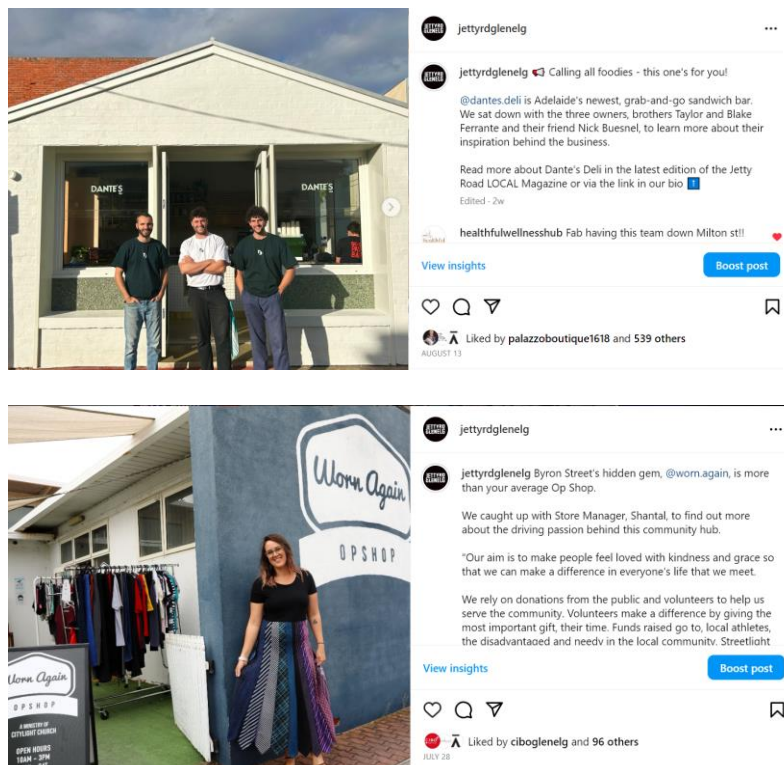 jettyrdglenelg
jettyrdglenelg 📢 Calling all foodies - this one's for you!
@dantes.deli is Adelaide's newest, grab-and-go sandwich bar.
We sat down with the three owners, brothers Taylor and Blake
Ferrante and their friend Nick Buesnel, to learn more about their
inspiration behind the business.
Read more about Dante's Deli in the latest edition of the Jetty
Road LOCAL Magazine or via the link in our bio ⬆️
Edited · 2w
healthfulwellnesshub Fab having this team down Milton st!!
View insights
Boost post
Liked by palazzoboutique1618 and 539 others
AUGUST 13
DANTE'S
DANTE'S
JETTYRD
GLENELG
JETTYRD
GLENELG
jettyrdglenelg
jettyrdglenelg Byron Street's hidden gem, @worn.again, is more
than your average Op Shop.
We caught up with Store Manager, Shantal, to find out more
about the driving passion behind this community hub.
"Our aim is to make people feel loved with kindness and grace so
that we can make a difference in everyone's life that we meet.
We rely on donations from the public and volunteers to help us
serve the community. Volunteers make a difference by giving the
most important gift, their time. Funds raised go to, local athletes,
the disadvantaged and needy in the local community. Streetlight
View insights
Boost post
Liked by ciboglenelg and 96 others
JULY 28
Worn Again
OPSHOP
Worn Again
OPSHOP
A MINISTRY OF
CITYLIGHT CHURCH
OPEN HOURS
10AM - 3PM
JETTYRD
GLENELG
JETTYRD
GLENELG